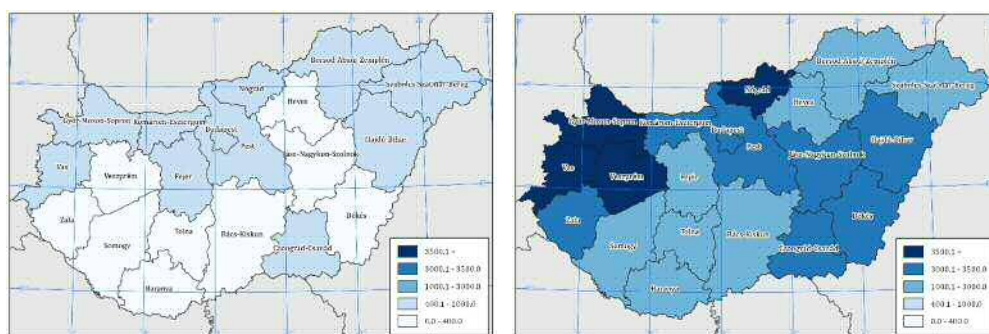 Borsod-Abaúj-Zemplén
Szabolcs-Szatmár-Bereg
Nógrád
Heves
Győr-Moson-Sopron
Komárom-Esztergom
Budapest
Hajdú-Bihar
Pest
Jász-Nagykun-Szolnok
Vas
Veszprém
Fejér
Zala
Békés
Tolna
Bács-Kiskun
Somogy
Csongrád-Csanád
Baranya
3500,1 -
3000,1 - 3500,0
1000,1 - 3000,0
400,1 - 1000,0
0,0 - 400,0
Borsod-Abaúj-Zemplén
Szabolcs-Szatmár-Bereg
Nógrád
Heves
Győr-Moson-Sopron
Komárom-Esztergom
Budapest
Hajdú-Bihar
Pest
Jász-Nagykun-Szolnok
Vas
Veszprém
Fejér
Zala
Békés
Tolna
Bács-Kiskun
Somogy
Csongrád-Csanád
Baranya
3500,1 -
3000,1 - 3500,0
1000,1 - 3000,0
400,1 - 1000,0
0,0 - 400,0